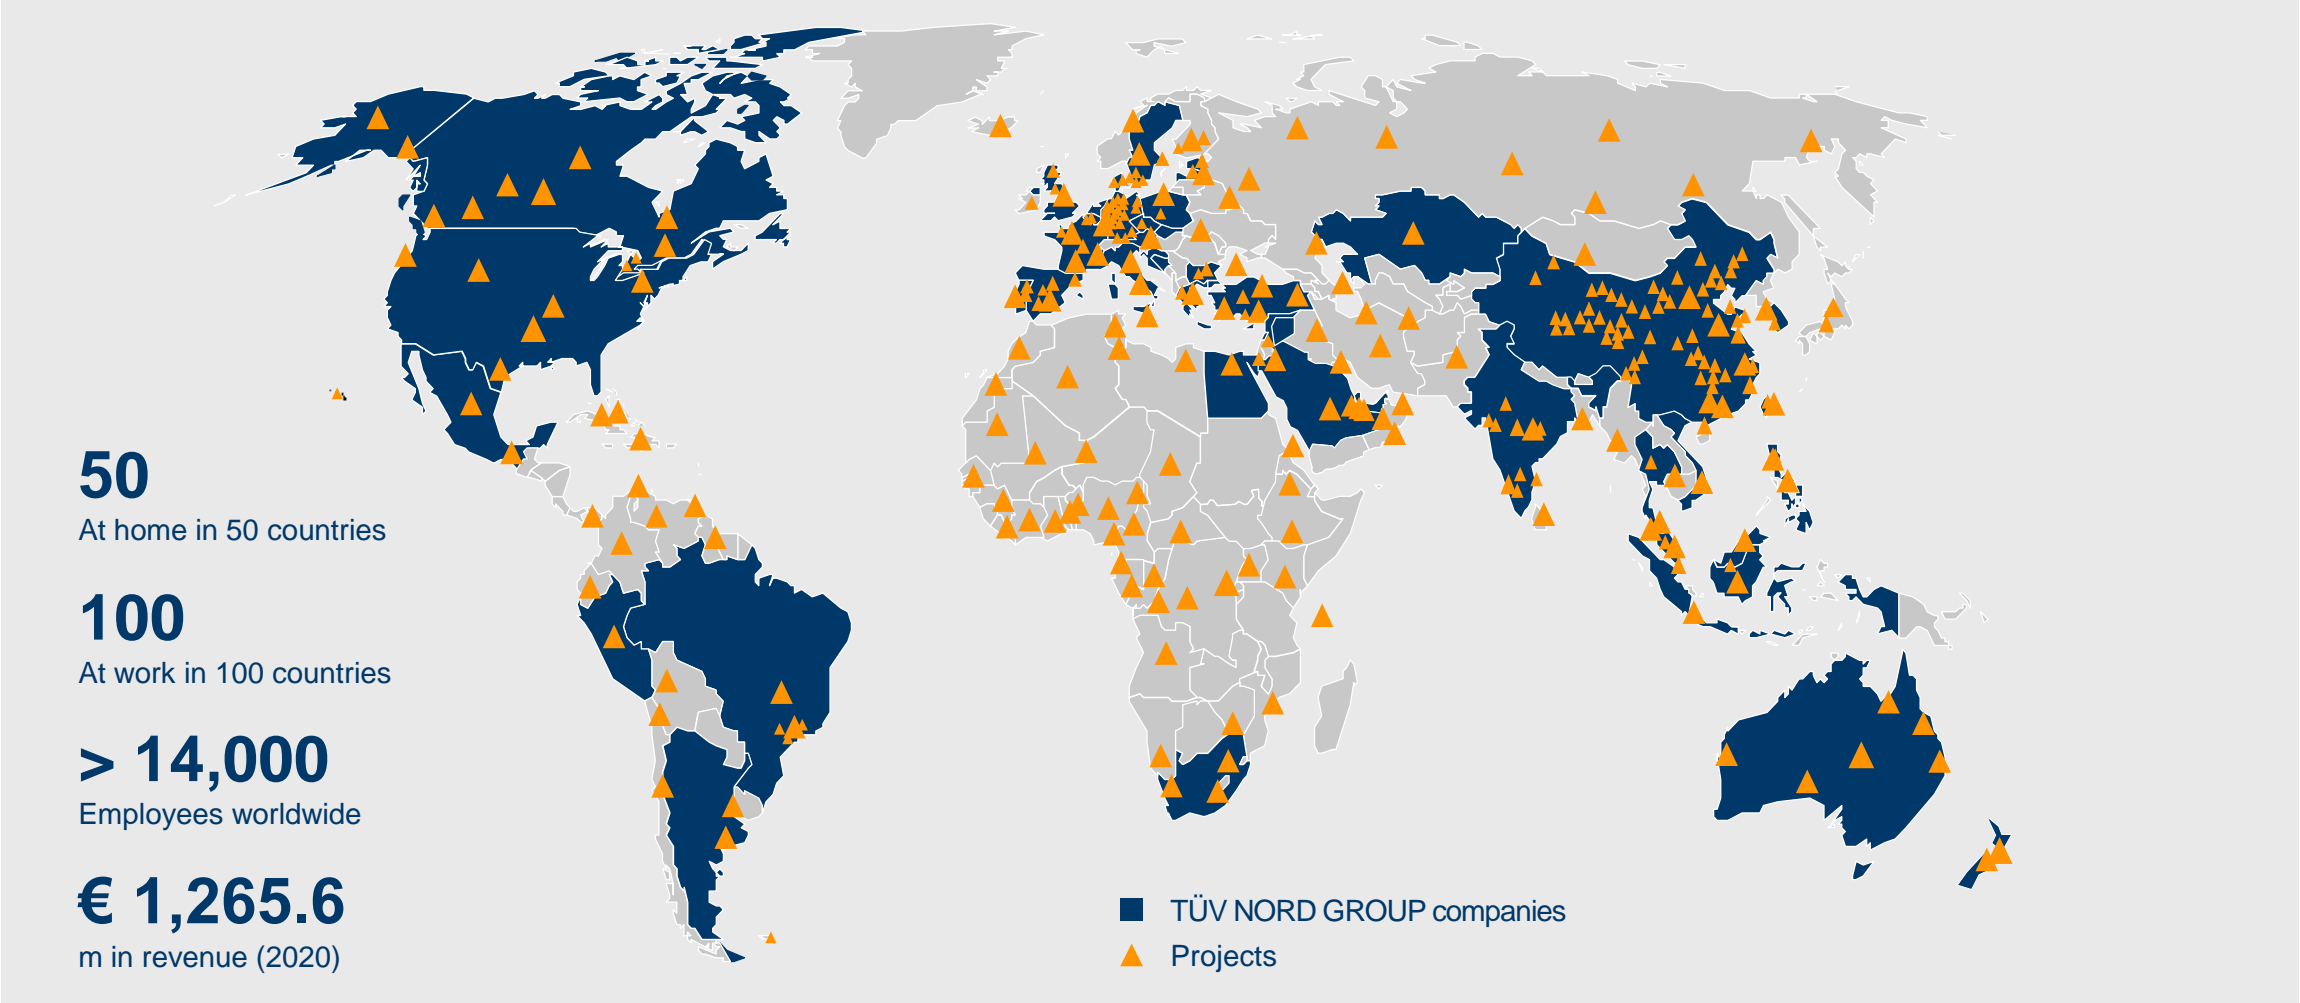 50
At home in 50 countries
100
At work in 100 countries
> 14,000
Employees worldwide
€ 1,265.6
m in revenue (2020)
TÜV NORD GROUP companies
Projects